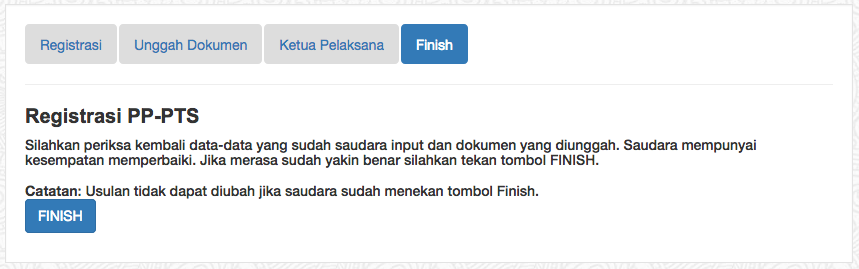 Registrasi
Unggah Dokumen
Ketua Pelaksana
Finish
Registrasi PP-PTS
Silahkan periksa kembali data-data yang sudah saudara input dan dokumen yang diunggah. Saudara mempunyai
kesempatan memperbaiki. Jika merasa sudah yakin benar silahkan tekan tombol FINISH.
Catatan: Usulan tidak dapat diubah jika saudara sudah menekan tombol Finish.
FINISH